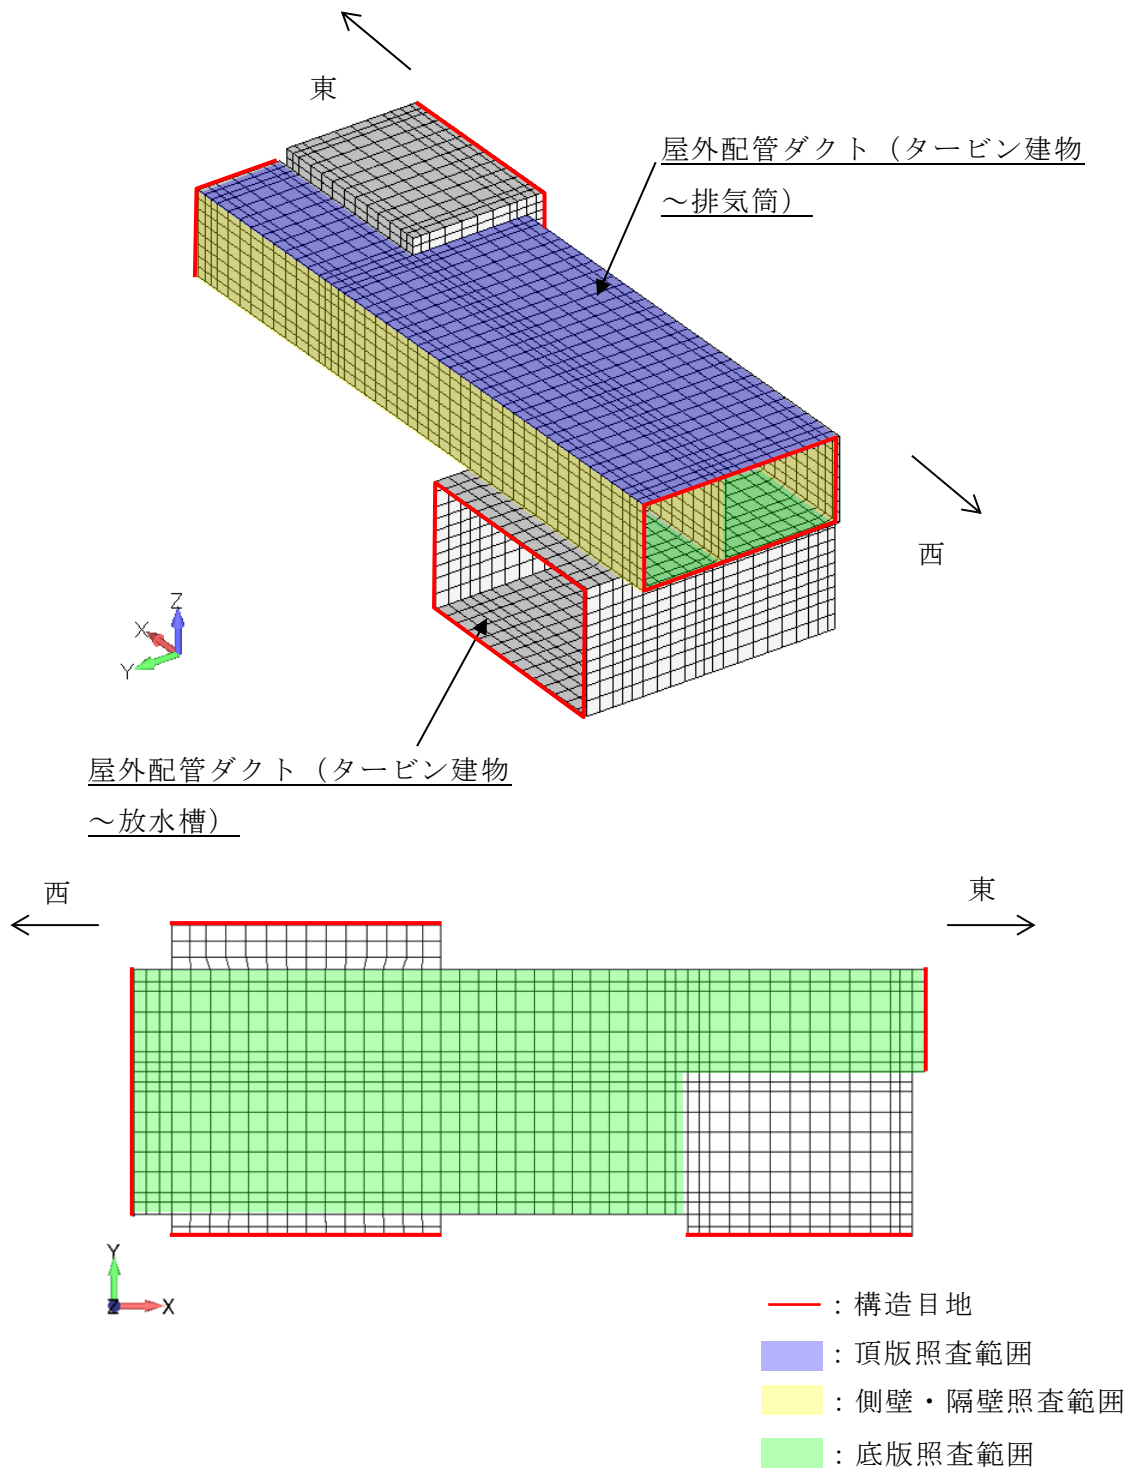 東
屋外配管ダクト（タービン建物
～排気筒）
西
Z
X
Y
屋外配管ダクト（タービン建物
～放水槽）
西
東
Y
Z
X
：構造目地
：頂版照査範囲
：側壁・隔壁照査範囲
：底版照査範囲